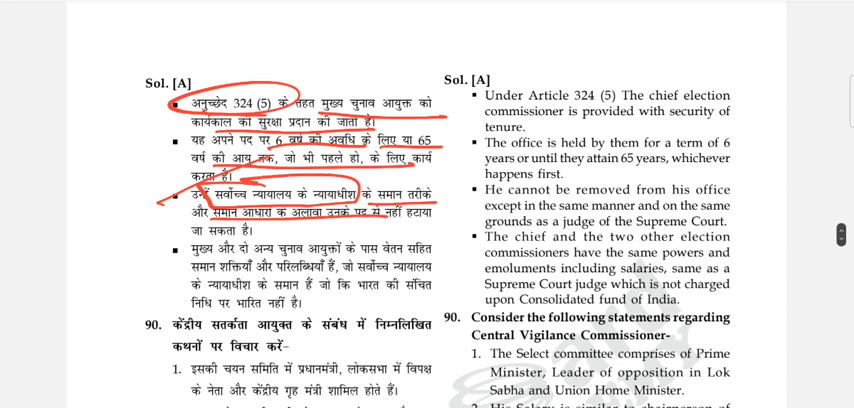 Sol. [A]
▪ अनुच्छेद 324 (5) के तहत मुख्य चुनाव आयुक्त को
कार्यकाल की सुरक्षा प्रदान की जाती है।
▪ यह अपने पद पर 6 वर्ष की अवधि के लिए या 65
वर्ष की आयु तक, जो भी पहले हो, के लिए कार्य
करता है।
▪ उन्हें सर्वोच्च न्यायालय के न्यायाधीश के समान तरीके
और समान आधारों के अलावा उनके पद से नहीं हटाया
जा सकता है।
▪ मुख्य और दो अन्य चुनाव आयुक्तों के पास वेतन सहित
समान शक्तियाँ और परिलब्धियाँ हैं, जो सर्वोच्च न्यायालय
के न्यायाधीश के समान हैं जो कि भारत की संचित
निधि पर भारित नहीं है।
90. केंद्रीय सतर्कता आयुक्त के संबंध में निम्नलिखित
कथनों पर विचार करें–
1. इसकी चयन समिति में प्रधानमंत्री, लोकसभा में विपक्ष
के नेता और केंद्रीय गृह मंत्री शामिल होते हैं।
Sol. [A]
▪ Under Article 324 (5) The chief election
commissioner is provided with security of
tenure.
▪ The office is held by them for a term of 6
years or until they attain 65 years, whichever
happens first.
▪ He cannot be removed from his office
except in the same manner and on the same
grounds as a judge of the Supreme Court.
▪ The chief and the two other election
commissioners have the same powers and
emoluments including salaries, same as a
Supreme Court judge which is not charged
upon Consolidated fund of India.
90. Consider the following statements regarding
Central Vigilance Commissioner-
1. The Select committee comprises of Prime
Minister, Leader of opposition in Lok
Sabha and Union Home Minister.
2. His Salary is similar to chairperson of